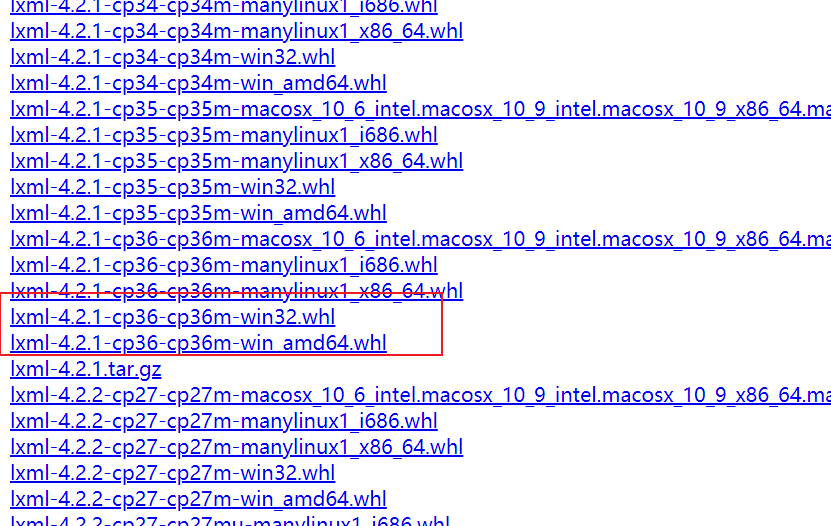 lxml-4.2.1-cp34-cp34m-manylinux1_i686.whl
lxml-4.2.1-cp34-cp34m-manylinux1_x86_64.whl
lxml-4.2.1-cp34-cp34m-win32.whl
lxml-4.2.1-cp34-cp34m-win_amd64.whl
lxml-4.2.1-cp35-cp35m-macosx_10_6_intel.macosx_10_9_intel.macosx_10_9_x86_64.ma
lxml-4.2.1-cp35-cp35m-manylinux1_i686.whl
lxml-4.2.1-cp35-cp35m-manylinux1_x86_64.whl
lxml-4.2.1-cp35-cp35m-win32.whl
lxml-4.2.1-cp35-cp35m-win_amd64.whl
lxml-4.2.1-cp36-cp36m-macosx_10_6_intel.macosx_10_9_intel.macosx_10_9_x86_64.ma
lxml-4.2.1-cp36-cp36m-manylinux1_i686.whl
lxml-4.2.1-cp36-cp36m-manylinux1_x86_64.whl
lxml-4.2.1-cp36-cp36m-win32.whl
lxml-4.2.1-cp36-cp36m-win_amd64.whl
lxml-4.2.1.tar.gz
lxml-4.2.2-cp27-cp27m-macosx_10_6_intel.macosx_10_9_intel.macosx_10_9_x86_64.ma
lxml-4.2.2-cp27-cp27m-manylinux1_i686.whl
lxml-4.2.2-cp27-cp27m-manylinux1_x86_64.whl
lxml-4.2.2-cp27-cp27m-win32.whl
lxml-4.2.2-cp27-cp27m-win_amd64.whl
lxml-4.2.2-cp27-cp27mu-manylinux1_i686.whl